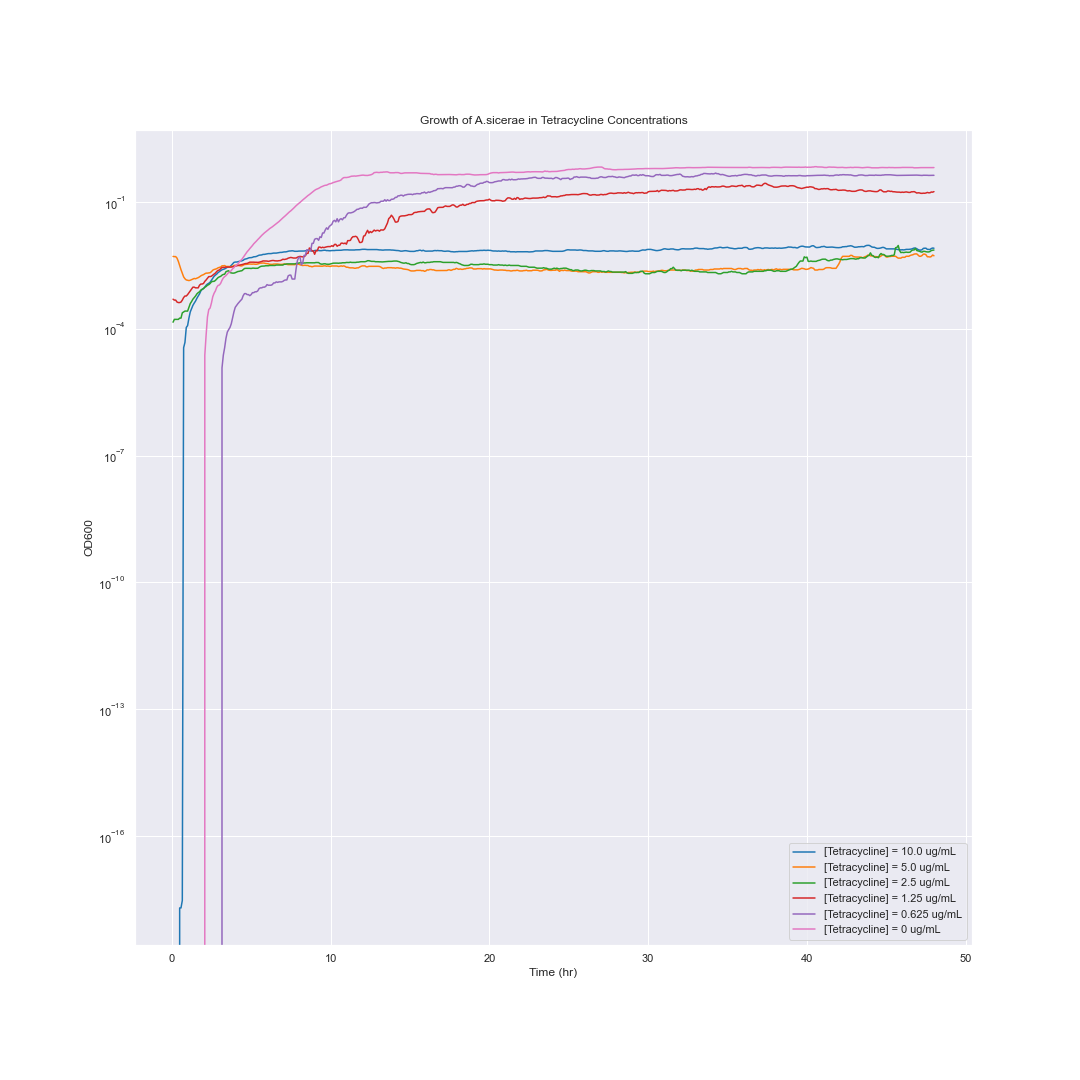 Growth of A.sicerae in Tetracycline Concentrations
OD600
10⁻¹
10⁻⁴
10⁻⁷
10⁻¹⁰
10⁻¹³
10⁻¹⁶
[Tetracycline] = 10.0 ug/mL
[Tetracycline] = 5.0 ug/mL
[Tetracycline] = 2.5 ug/mL
[Tetracycline] = 1.25 ug/mL
[Tetracycline] = 0.625 ug/mL
[Tetracycline] = 0 ug/mL
0 10 20 30 40 50
Time (hr)